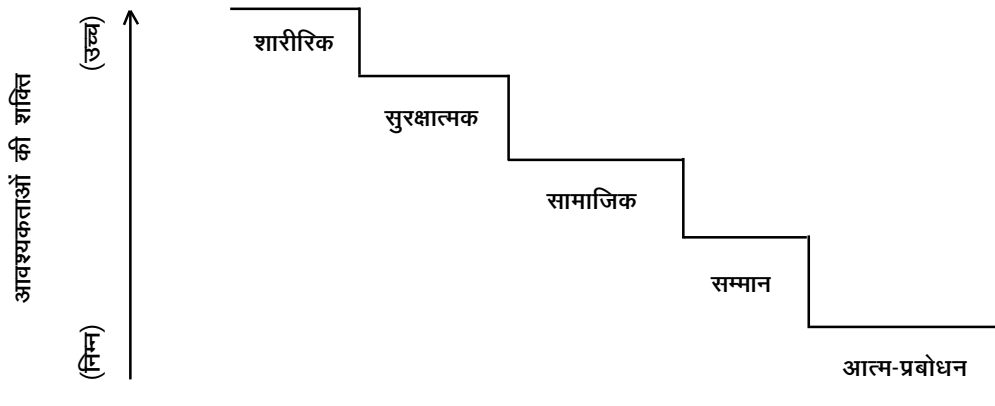 (उच्च)
आवश्यकताओं की शक्ति
(निम्न)
शारीरिक
सुरक्षात्मक
सामाजिक
सम्मान
आत्म-प्रबोधन